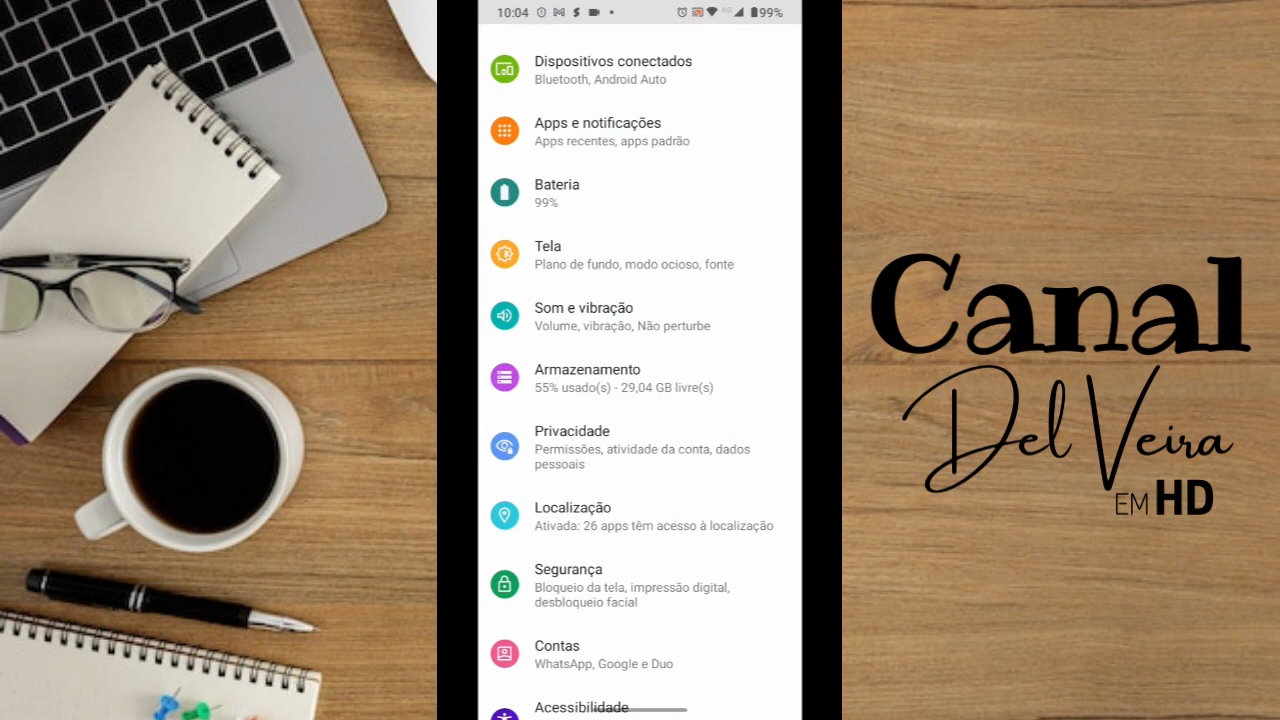 10:04
4G
99%
Dispositivos conectados
Bluetooth, Android Auto
Apps e notificações
Apps recentes, apps padrão
Bateria
99%
Tela
Plano de fundo, modo ocioso, fonte
Som e vibração
Volume, vibração, Não perturbe
Armazenamento
55% usado(s) - 29,04 GB livre(s)
Privacidade
Permissões, atividade da conta, dados
pessoais
Localização
Ativada: 26 apps têm acesso à localização
Segurança
Bloqueio da tela, impressão digital,
desbloqueio facial
Contas
WhatsApp, Google e Duo
Acessibilidade
Canal
Del Veira
EM HD